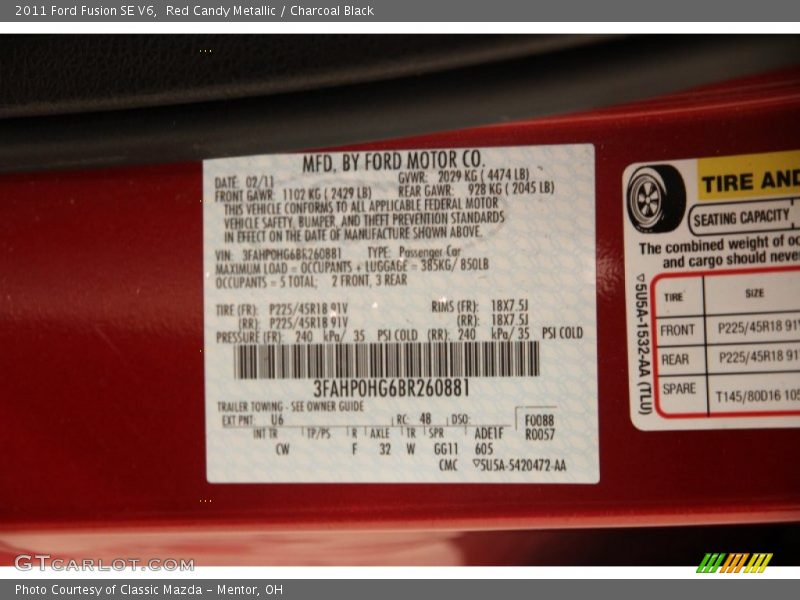 2011 Ford Fusion SE V6,  Red Candy Metallic / Charcoal Black
MFD. BY FORD MOTOR CO.
DATE: 02/11 GVWR: 2029 KG ( 4474 LB)
FRONT GAWR: 1102 KG ( 2429 LB) REAR GAWR: 928 KG ( 2045 LB)
THIS VEHICLE CONFORMS TO ALL APPLICABLE FEDERAL MOTOR
VEHICLE SAFETY, BUMPER, AND THEFT PREVENTION STANDARDS
IN EFFECT ON THE DATE OF MANUFACTURE SHOWN ABOVE.
VIN: 3FAHP0HG6BR260881 TYPE: Passenger Car
MAXIMUM LOAD = OCCUPANTS + LUGGAGE = 385KG/ 850LB
OCCUPANTS = 5 TOTAL; 2 FRONT, 3 REAR
TIRE (FR): P225/45R18 91V RIMS (FR): 18X7.5J
(RR): P225/45R18 91V (RR): 18X7.5J
PRESSURE (FR): 240 kPa/ 35 PSI COLD (RR): 240 kPa/ 35 PSI COLD
3FAHP0HG6BR260881
TRAILER TOWING - SEE OWNER GUIDE
EXT PNT: U6 RC: 48 DSO: F0088
INT TR TP/PS R AXLE TR SPR ADE1F R0057
CW F 32 W GG11 605
CMC ▽5U5A-5420472-AA
TIRE AND
SEATING CAPACITY
The combined weight of oc
and cargo should never
▽5U5A-1532-AA (TLU)
TIRE SIZE
FRONT P225/45R18 91V
REAR P225/45R18 91
SPARE T145/80D16 105
GTCARLOT.COM
Photo Courtesy of Classic Mazda - Mentor, OH